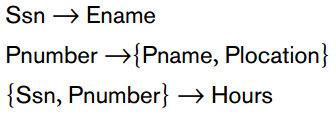 Ssn → Ename
Pnumber →{Pname, Plocation}
{Ssn, Pnumber} → Hours